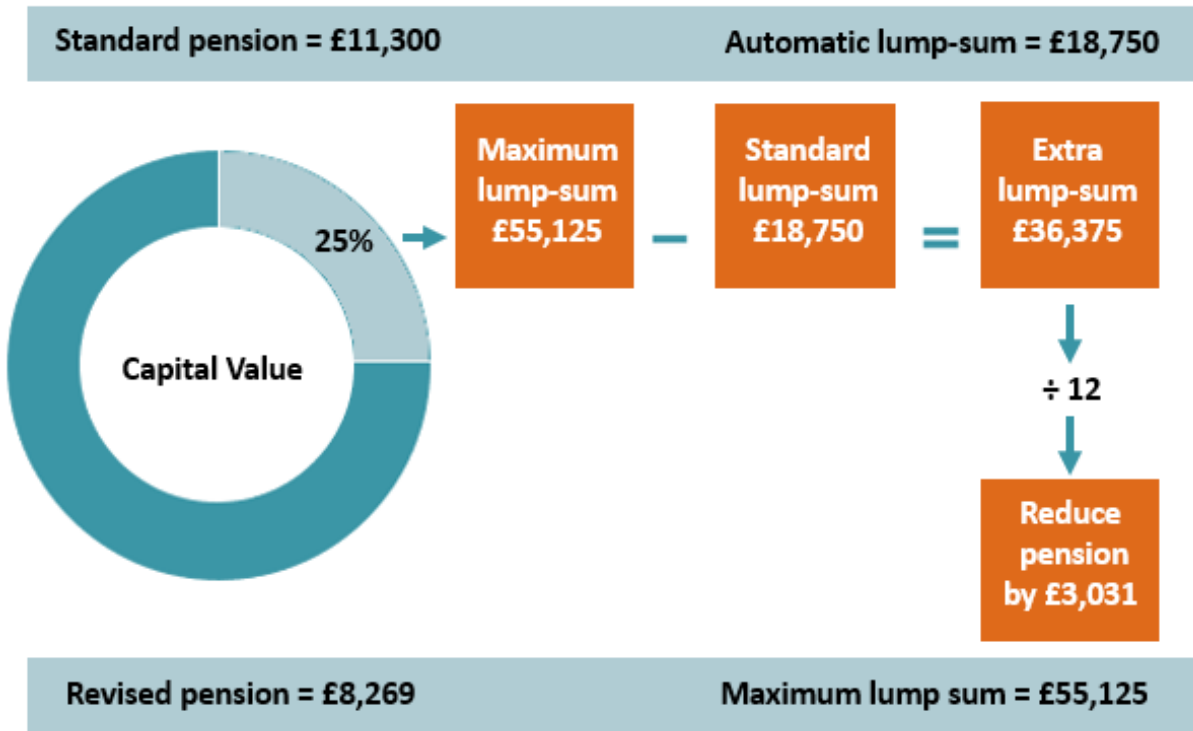 Standard pension = £11,300
Automatic lump-sum = £18,750
25%
Capital Value
Maximum
lump-sum
£55,125
–
Standard
lump-sum
£18,750
=
Extra
lump-sum
£36,375
÷ 12
Reduce
pension
by £3,031
Revised pension = £8,269
Maximum lump sum = £55,125